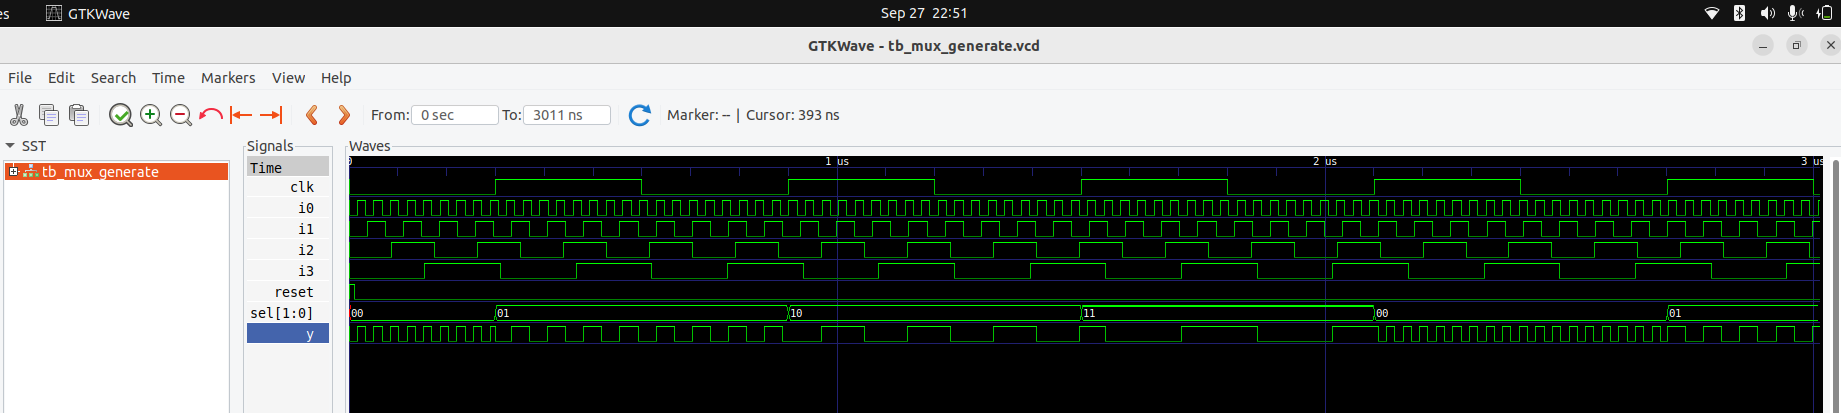 es GTKWave Sep 27 22:51
GTKWave - tb_mux_generate.vcd
File Edit Search Time Markers View Help
From: 0 sec To: 3011 ns Marker: -- | Cursor: 393 ns
SST Signals Waves
tb_mux_generate
Time 0 1 us 2 us 3 us
clk
i0
i1
i2
i3
reset
sel[1:0] 00 01 10 11 00 01
y